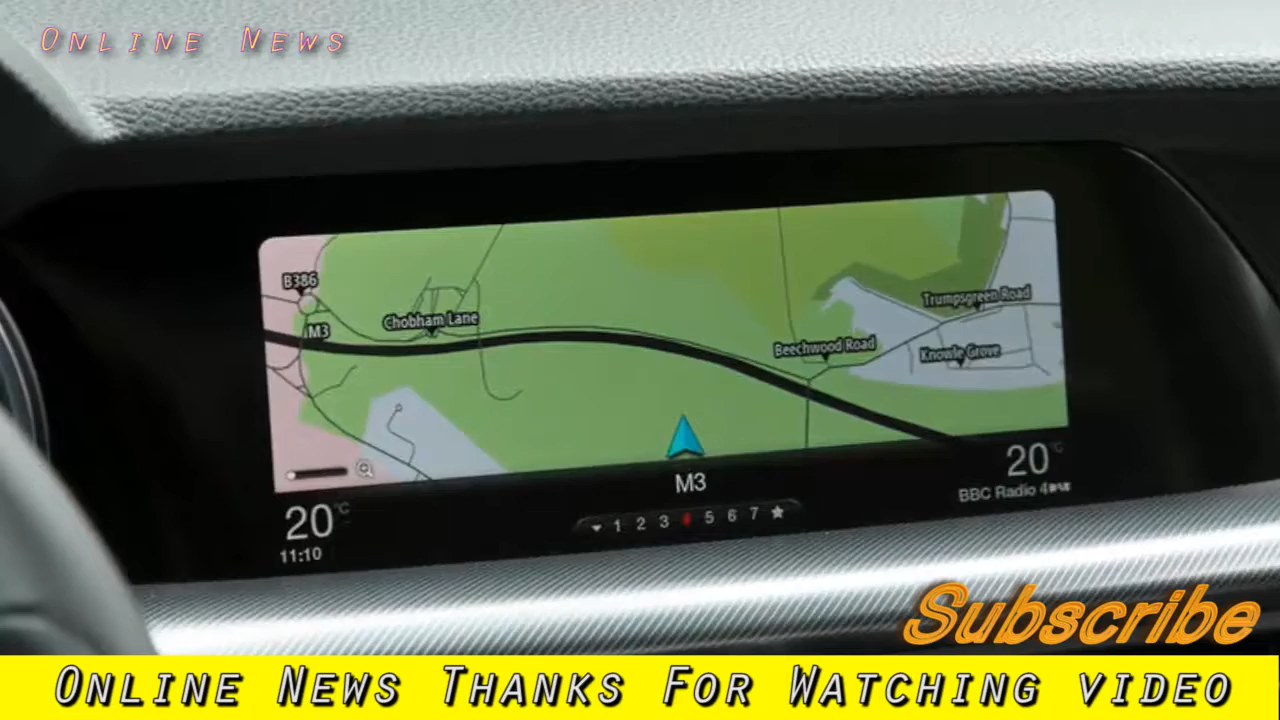 Online News
B386
M3
Chobham Lane
Trumpsgreen Road
Beechwood Road
Knowle Grove
M3
20°C
11:10
1 2 3 4 5 6 7
20°C
BBC Radio 4
Subscribe
Online News Thanks For Watching video